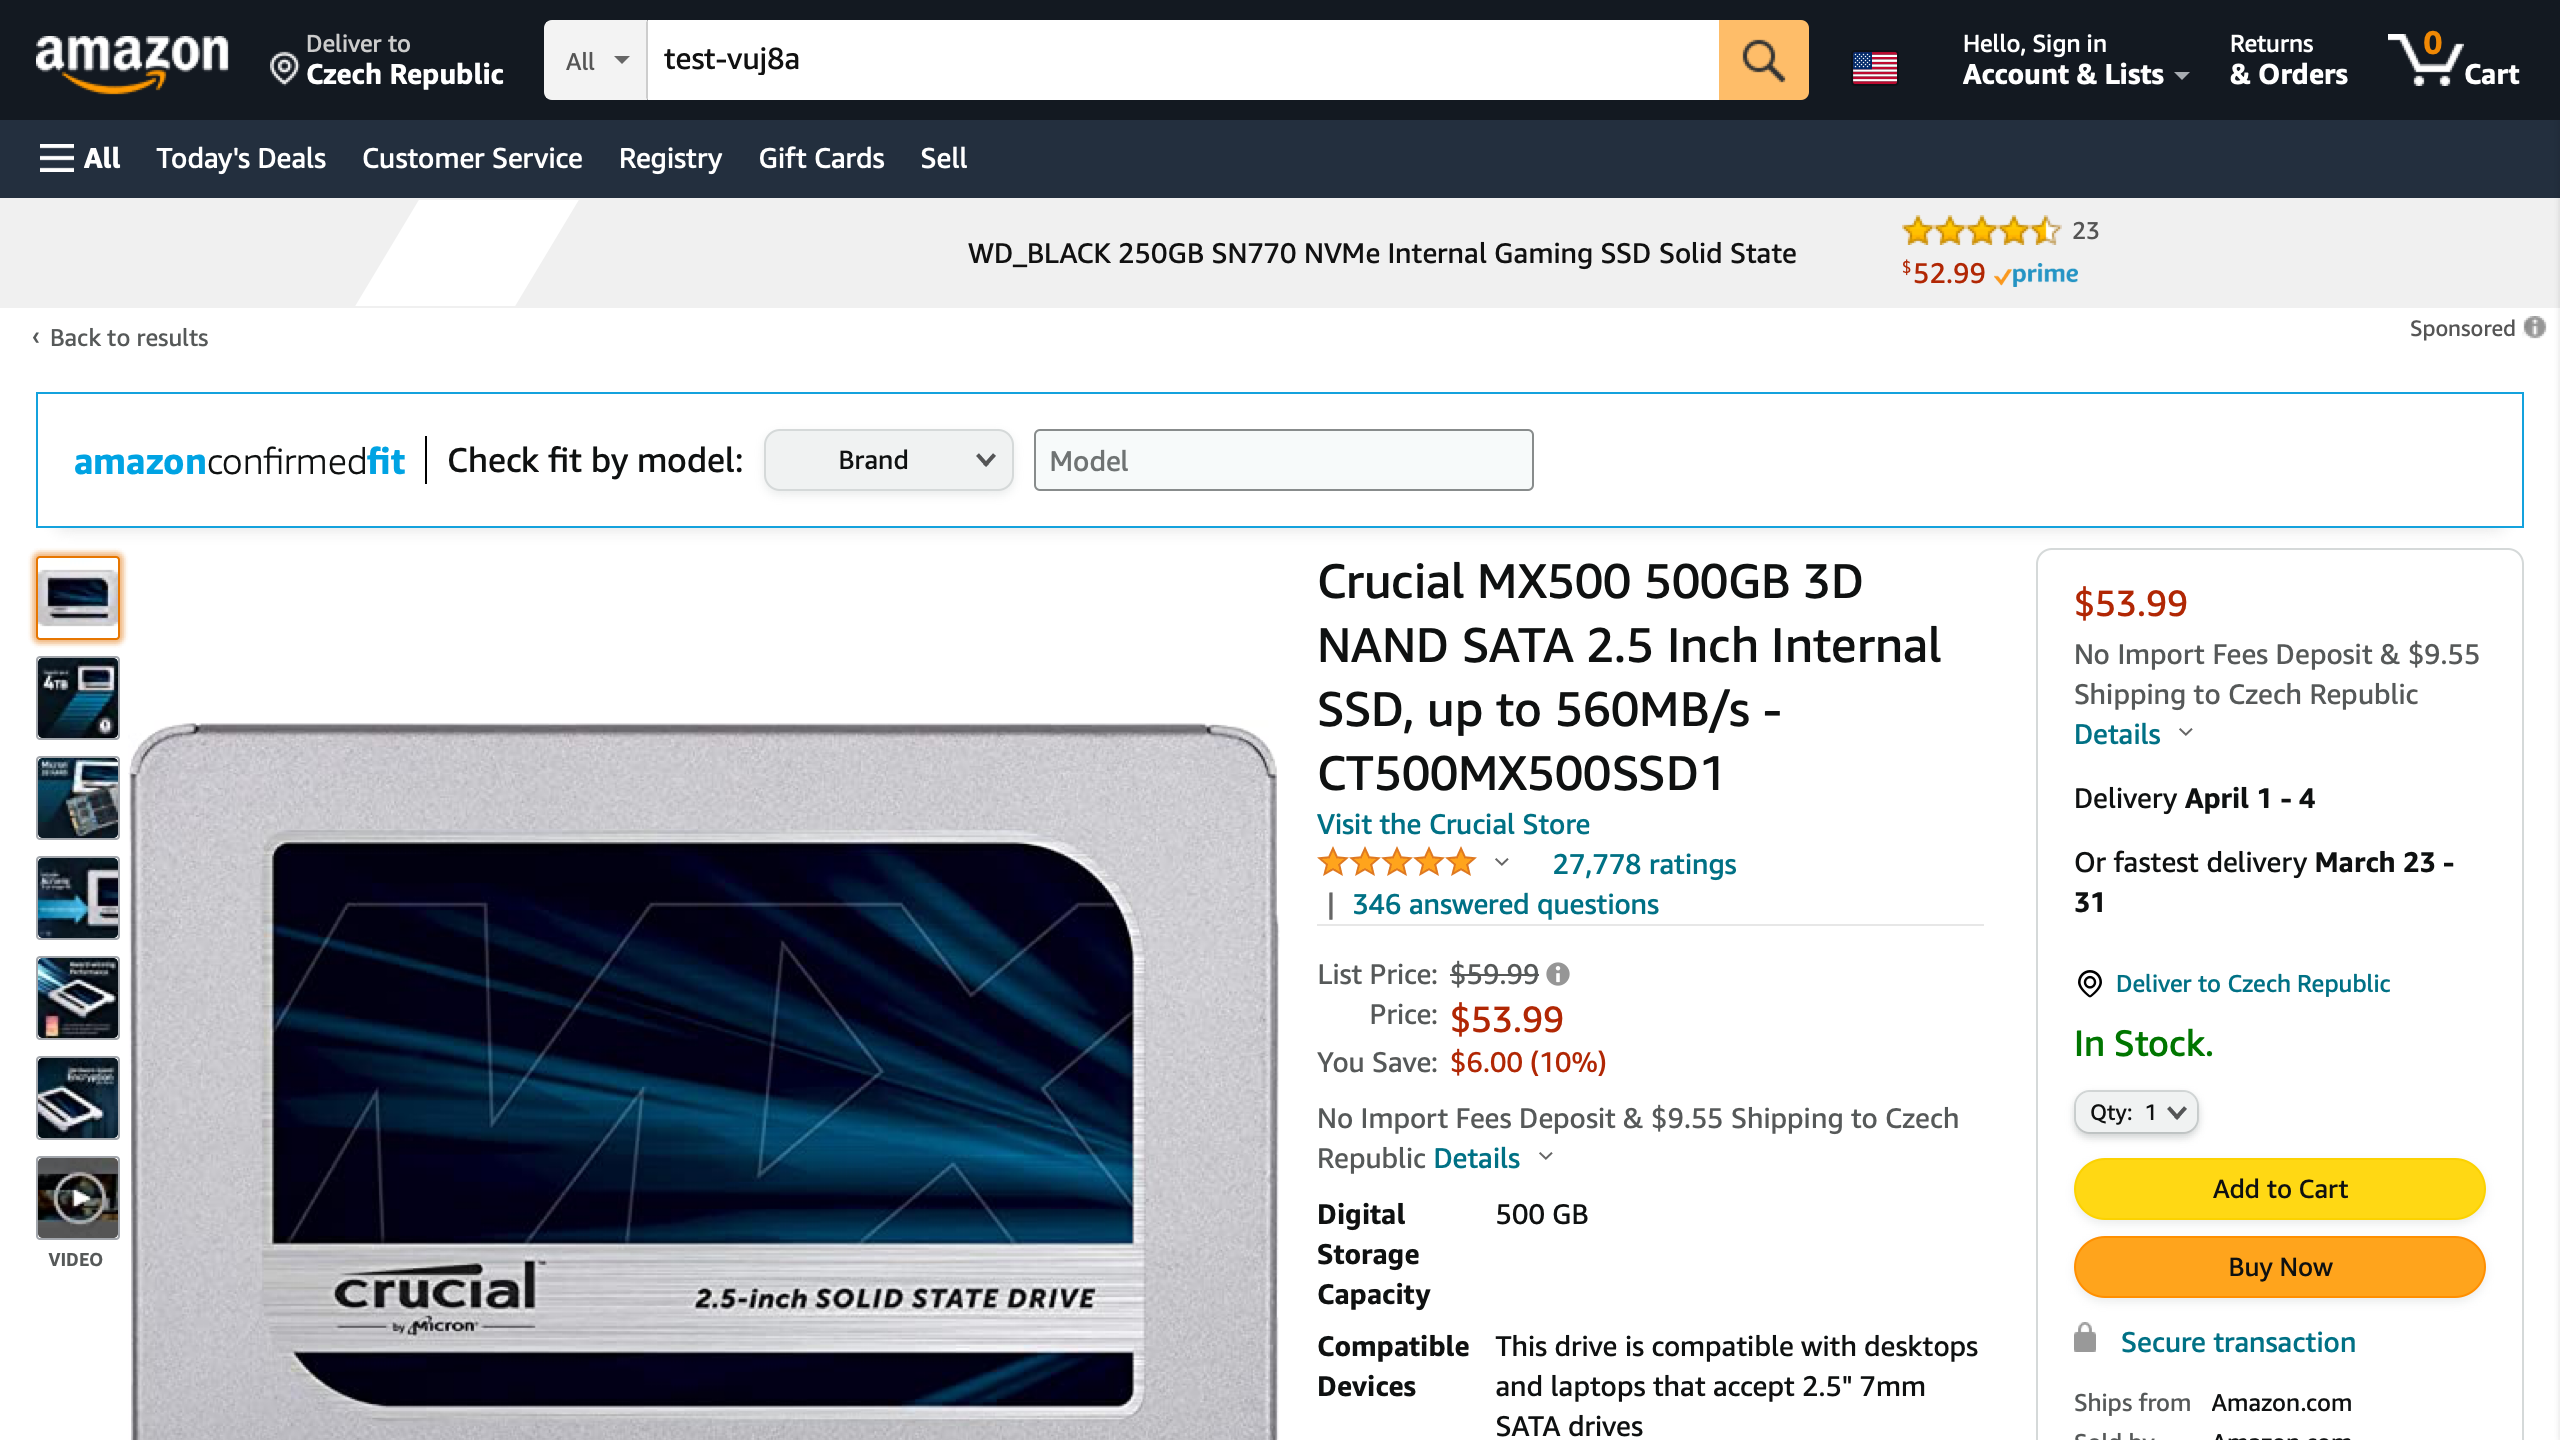 amazon
Deliver to
Czech Republic
All
test-vuj8a
Hello, Sign in
Account & Lists
Returns
& Orders
0
Cart
All
Today's Deals
Customer Service
Registry
Gift Cards
Sell
WD_BLACK 250GB SN770 NVMe Internal Gaming SSD Solid State
23
$52.99 prime
‹ Back to results
Sponsored
amazonconfirmedfit
Check fit by model:
Brand
Model
4TB
VIDEO
crucial
by Micron
2.5-inch SOLID STATE DRIVE
Crucial MX500 500GB 3D
NAND SATA 2.5 Inch Internal
SSD, up to 560MB/s -
CT500MX500SSD1
Visit the Crucial Store
27,778 ratings
| 346 answered questions
List Price: $59.99
Price: $53.99
You Save: $6.00 (10%)
No Import Fees Deposit & $9.55 Shipping to Czech
Republic Details
Digital
Storage
Capacity
500 GB
Compatible
Devices
This drive is compatible with desktops
and laptops that accept 2.5" 7mm
SATA drives
$53.99
No Import Fees Deposit & $9.55
Shipping to Czech Republic
Details
Delivery April 1 - 4
Or fastest delivery March 23 -
31
Deliver to Czech Republic
In Stock.
Qty: 1
Add to Cart
Buy Now
Secure transaction
Ships from Amazon.com